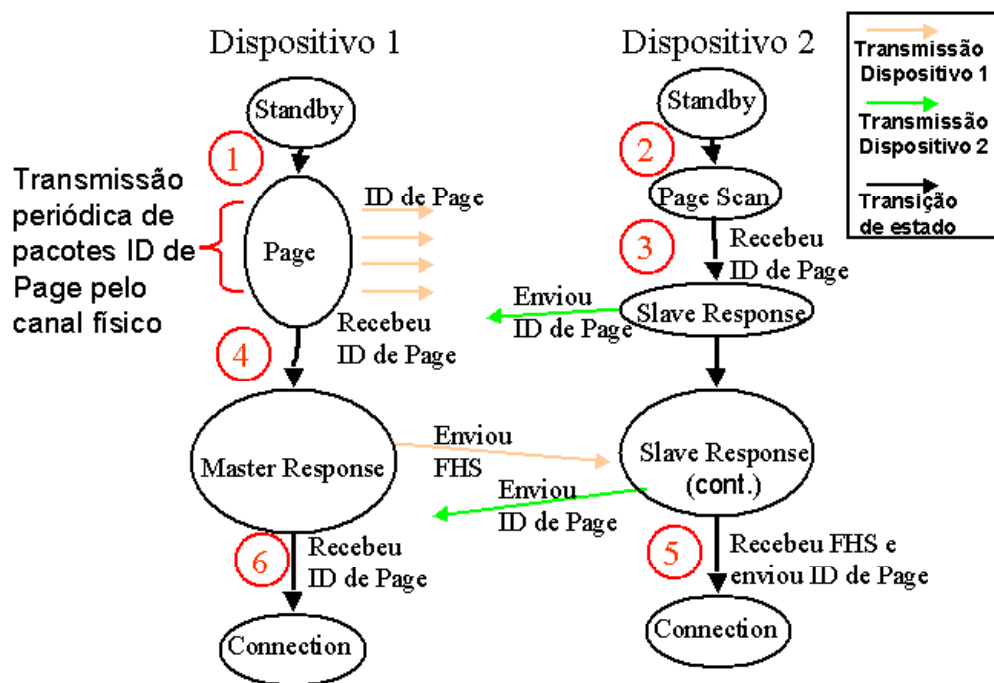 Dispositivo 1
Dispositivo 2
Transmissão
Dispositivo 1
Transmissão
Dispositivo 2
Transição
de estado
Standby
Standby
1
2
Transmissão
periódica de
pacotes ID de
Page pelo
canal físico
ID de Page
Page
Page Scan
3
Recebeu
ID de Page
Enviou
ID de Page
Slave Response
4
Recebeu
ID de Page
Master Response
Enviou
FHS
Slave Response
(cont.)
Enviou
ID de Page
6
Recebeu
ID de Page
5
Recebeu FHS e
enviou ID de Page
Connection
Connection